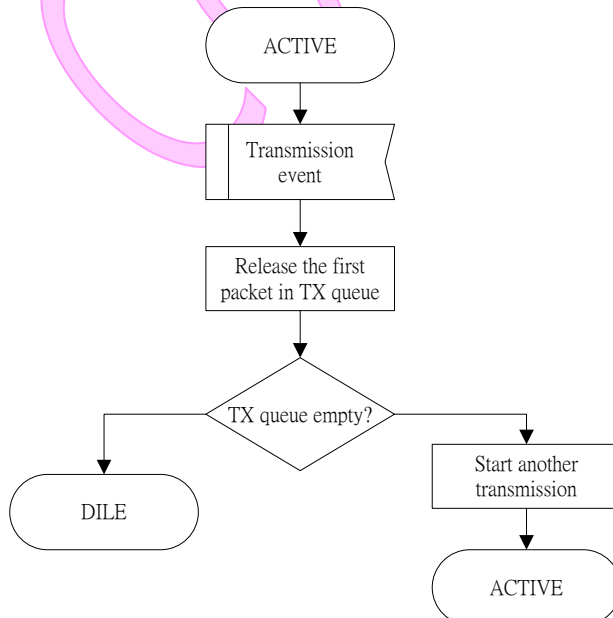 ACTIVE
Transmission
event
Release the first
packet in TX queue
TX queue empty?
Start another
transmission
DILE
ACTIVE